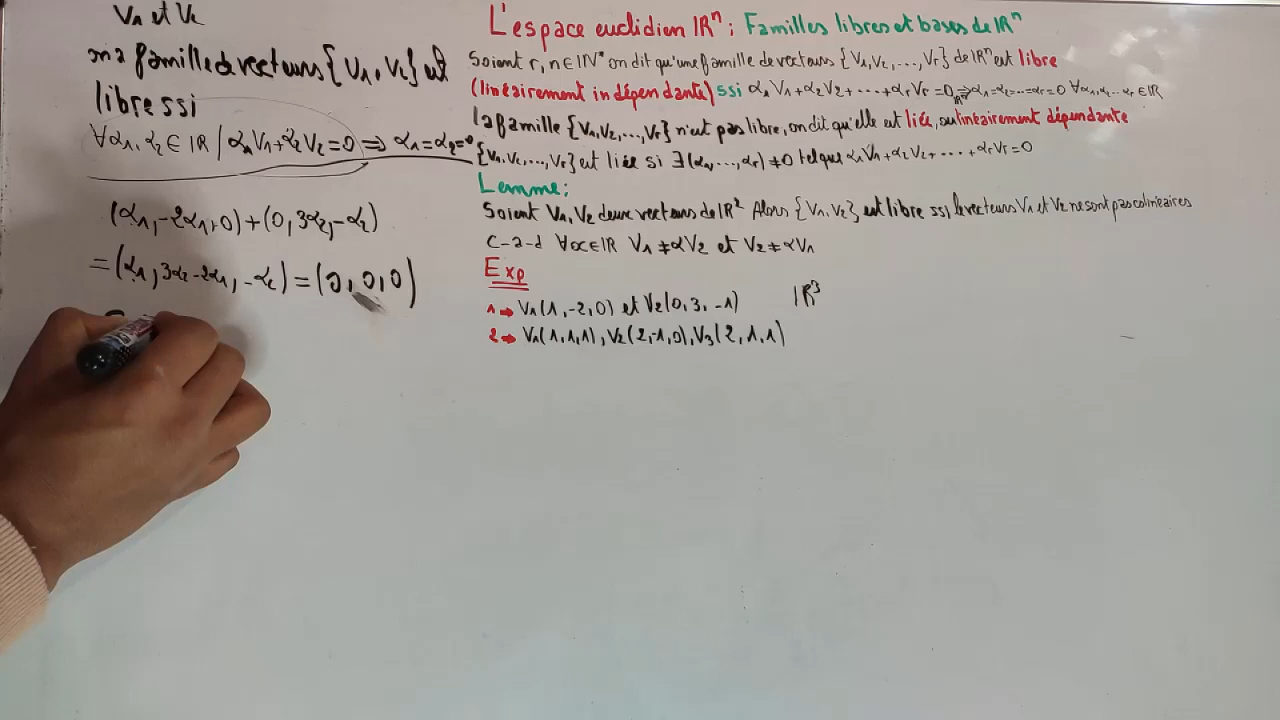 V1 et V2
la famille de vecteurs {V1, V2} est
libre ssi
∀α1, α2 ∈ IR / α1V1+α2V2=0 ⟹ α1=α2=0
(α1, -2α1, 0)+(0, 3α2, -α2)
=(α1, 3α2-2α1, -α2)=(0,0,0)
L'espace euclidien IRⁿ; Familles libres et bases de IRⁿ
Soient r, n ∈ IN* on dit qu'une famille de vecteurs {V1, V2, ..., Vr} de IRⁿ est libre
(linéairement indépendante) ssi α1V1+α2V2+...+αrVr=0 ⟹ α1=α2=...=αr=0 ∀α1, α2...αr ∈ IR
la famille {V1, V2, ..., Vr} n'est pas libre, on dit qu'elle est liée, ou linéairement dépendante
{V1, V2, ..., Vr} est liée si ∃(α1, ..., αr) ≠ 0 tel que α1V1+α2V2+...+αrVr=0
Lemme;
Soient V1, V2 deux vecteurs de IR² Alors {V1, V2} est libre ssi le vecteurs V1 et V2 ne sont pas colinéaires
c-a-d ∀α∈IR V1 ≠ αV2 et V2 ≠ αV1
Exp
1→ V1(1, -2, 0) et V2(0, 3, -1) IR³
2→ V1(1, 1, 1), V2(2, -1, 0), V3(2, 1, 1)